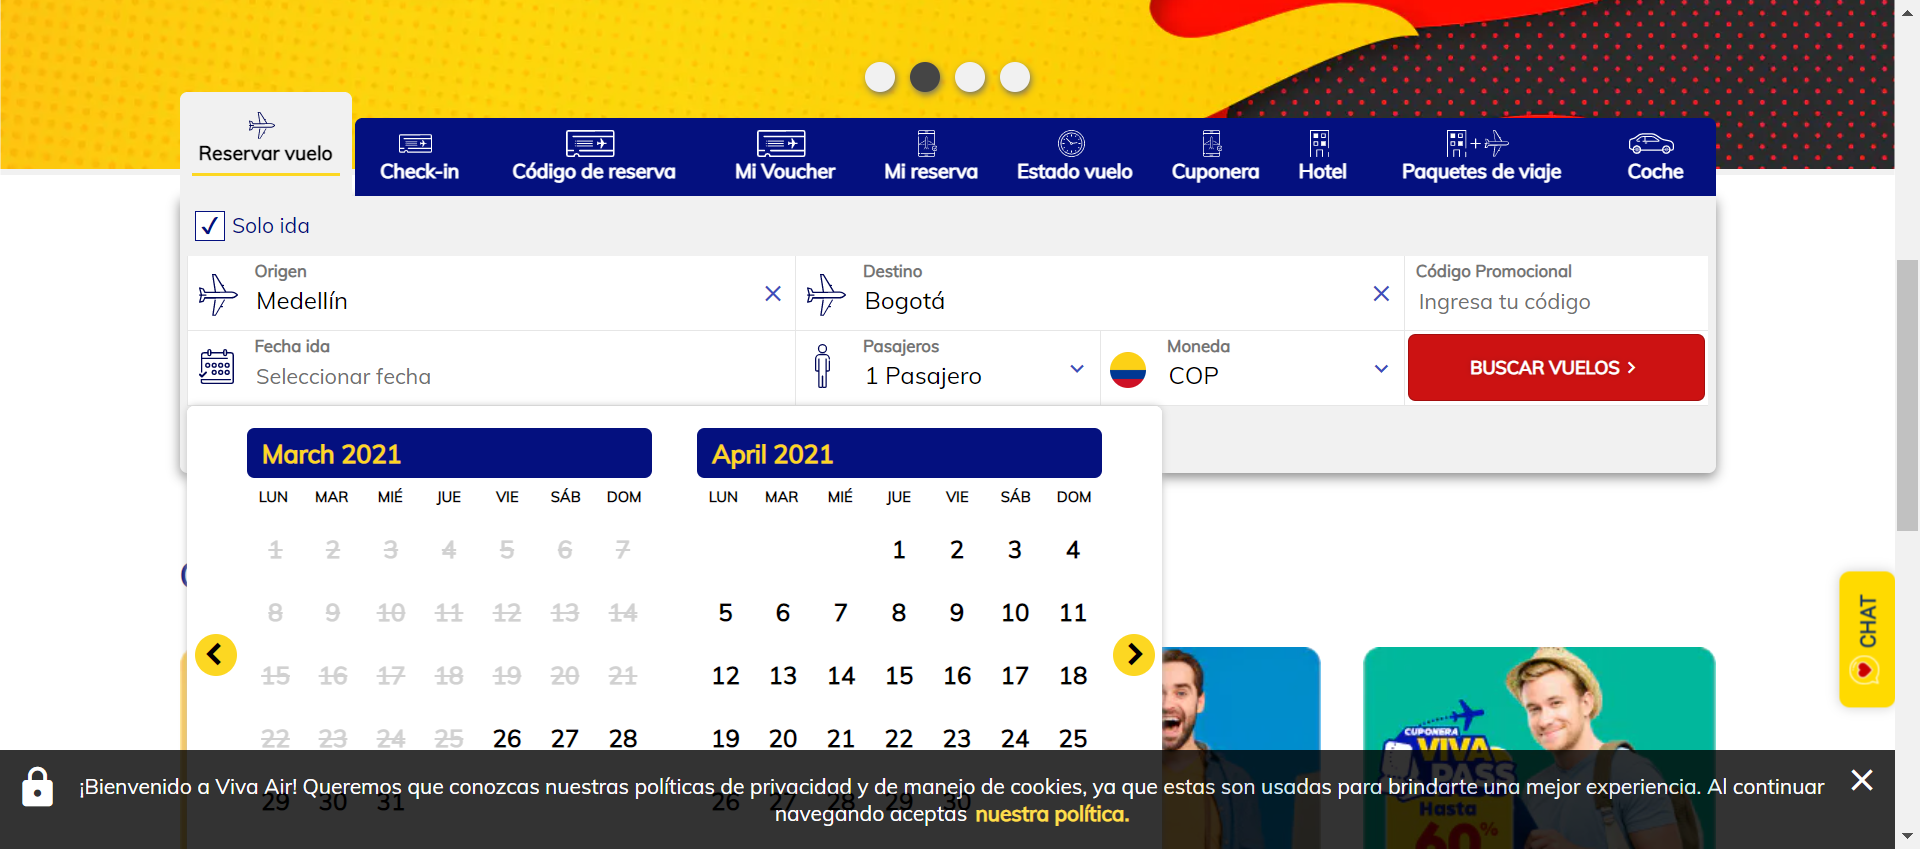 Reservar vuelo
Check-in
Código de reserva
Mi Voucher
Mi reserva
Estado vuelo
Cuponera
Hotel
Paquetes de viaje
Coche
Solo ida
Origen
Medellín
Destino
Bogotá
Código Promocional
Ingresa tu código
Fecha ida
Seleccionar fecha
Pasajeros
1 Pasajero
Moneda
COP
BUSCAR VUELOS
March 2021
LUN MAR MIÉ JUE VIE SÁB DOM
1 2 3 4 5 6 7
8 9 10 11 12 13 14
15 16 17 18 19 20 21
22 23 24 25 26 27 28
29 30 31
April 2021
LUN MAR MIÉ JUE VIE SÁB DOM
1 2 3 4
5 6 7 8 9 10 11
12 13 14 15 16 17 18
19 20 21 22 23 24 25
26 27 28 29 30
CHAT
CUPONERA
VIVA
PASS
Hasta
60%
¡Bienvenido a Viva Air! Queremos que conozcas nuestras políticas de privacidad y de manejo de cookies, ya que estas son usadas para brindarte una mejor experiencia. Al continuar
navegando aceptas nuestra política.